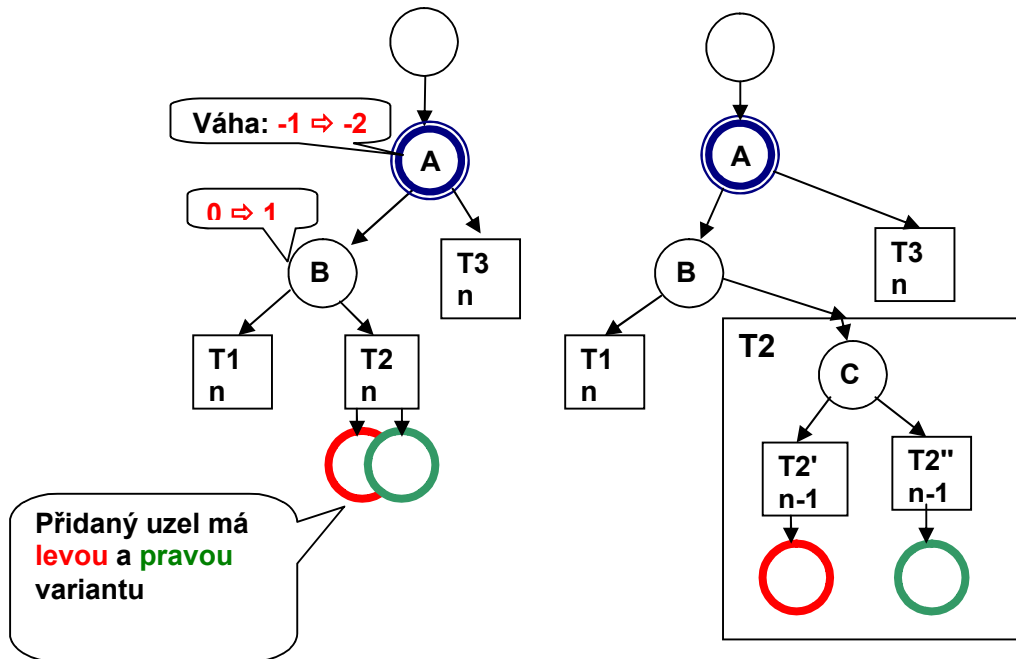 Váha: -1 ⇨ -2
A
0 ⇨ 1
B
T3
n
T1
n
T2
n
Přidaný uzel má
levou a pravou
variantu
A
B
T3
n
T1
n
T2
C
T2'
n-1
T2"
n-1